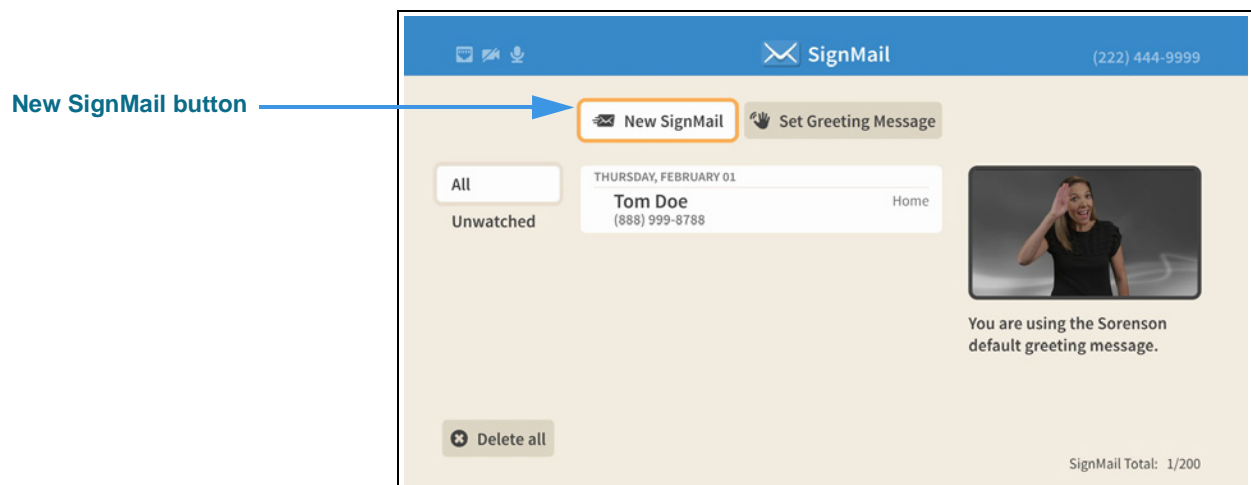 SignMail
(222) 444-9999
New SignMail button
New SignMail
Set Greeting Message
All
Unwatched
THURSDAY, FEBRUARY 01
Tom Doe
Home
(888) 999-8788
You are using the Sorenson
default greeting message.
Delete all
SignMail Total: 1/200